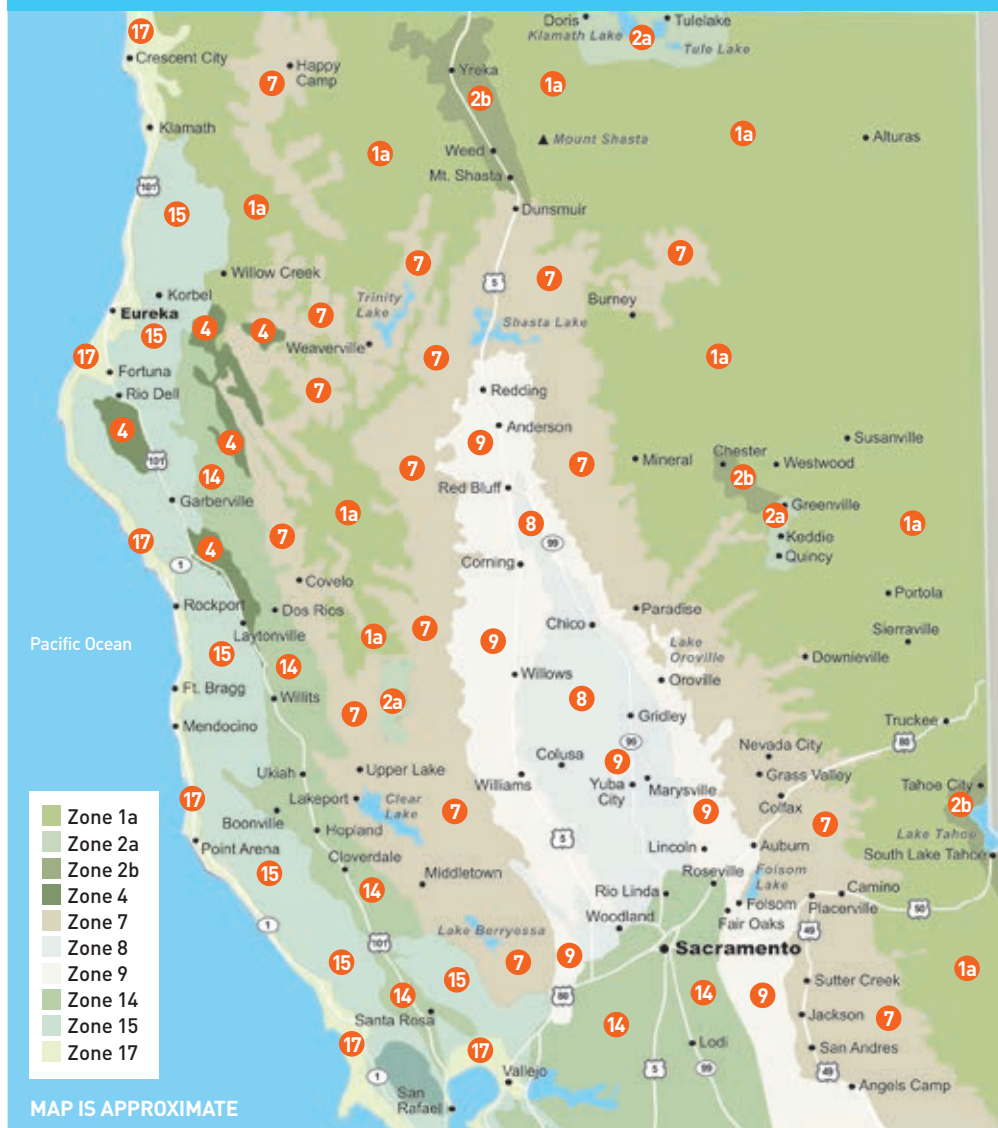 17
Crescent City
Doris
Tulelake
Klamath Lake
2a
Tule Lake
7
Happy
Camp
Yreka
2b
1a
Klamath
1a
Weed
Mount Shasta
1a
Alturas
Mt. Shasta
101
15
1a
Dunsmuir
7
7
7
Willow Creek
5
Korbel
Trinity
Lake
Burney
Eureka
4
4
7
15
Shasta Lake
Weaverville
17
7
1a
Fortuna
Rio Dell
7
Redding
4
4
9
Anderson
Susanville
101
7
7
Mineral
Chester
Westwood
14
2b
Red Bluff
Garberville
1a
Greenville
8
2a
1a
17
4
7
99
Keddie
1
Corning
Quincy
Covelo
Rockport
Dos Rios
Paradise
Portola
Laytonville
1a
7
9
Chico
Sierraville
Pacific Ocean
15
Lake
Oroville
14
Downieville
Willows
Oroville
Ft. Bragg
Willits
7
2a
8
Mendocino
Gridley
Truckee
99
80
Nevada City
9
Colusa
Ukiah
Upper Lake
Williams
Yuba
City
Marysville
Grass Valley
Tahoe City
17
Lakeport
Clear
Lake
Colfax
2b
Boonville
7
9
7
Point Arena
Hopland
5
Lake Tahoe
Lincoln
Auburn
South Lake Tahoe
Cloverdale
15
Middletown
Roseville
Folsom
Lake
14
Rio Linda
Camino
Folsom
Placerville
50
1
Woodland
Fair Oaks
49
Lake Berryessa
101
Sacramento
15
7
9
1a
15
Sutter Creek
14
80
14
9
Santa Rosa
14
Jackson
7
17
17
Lodi
San Andres
1
Vallejo
5
99
49
Angels Camp
San
Rafael
Zone 1a
Zone 2a
Zone 2b
Zone 4
Zone 7
Zone 8
Zone 9
Zone 14
Zone 15
Zone 17
MAP IS APPROXIMATE